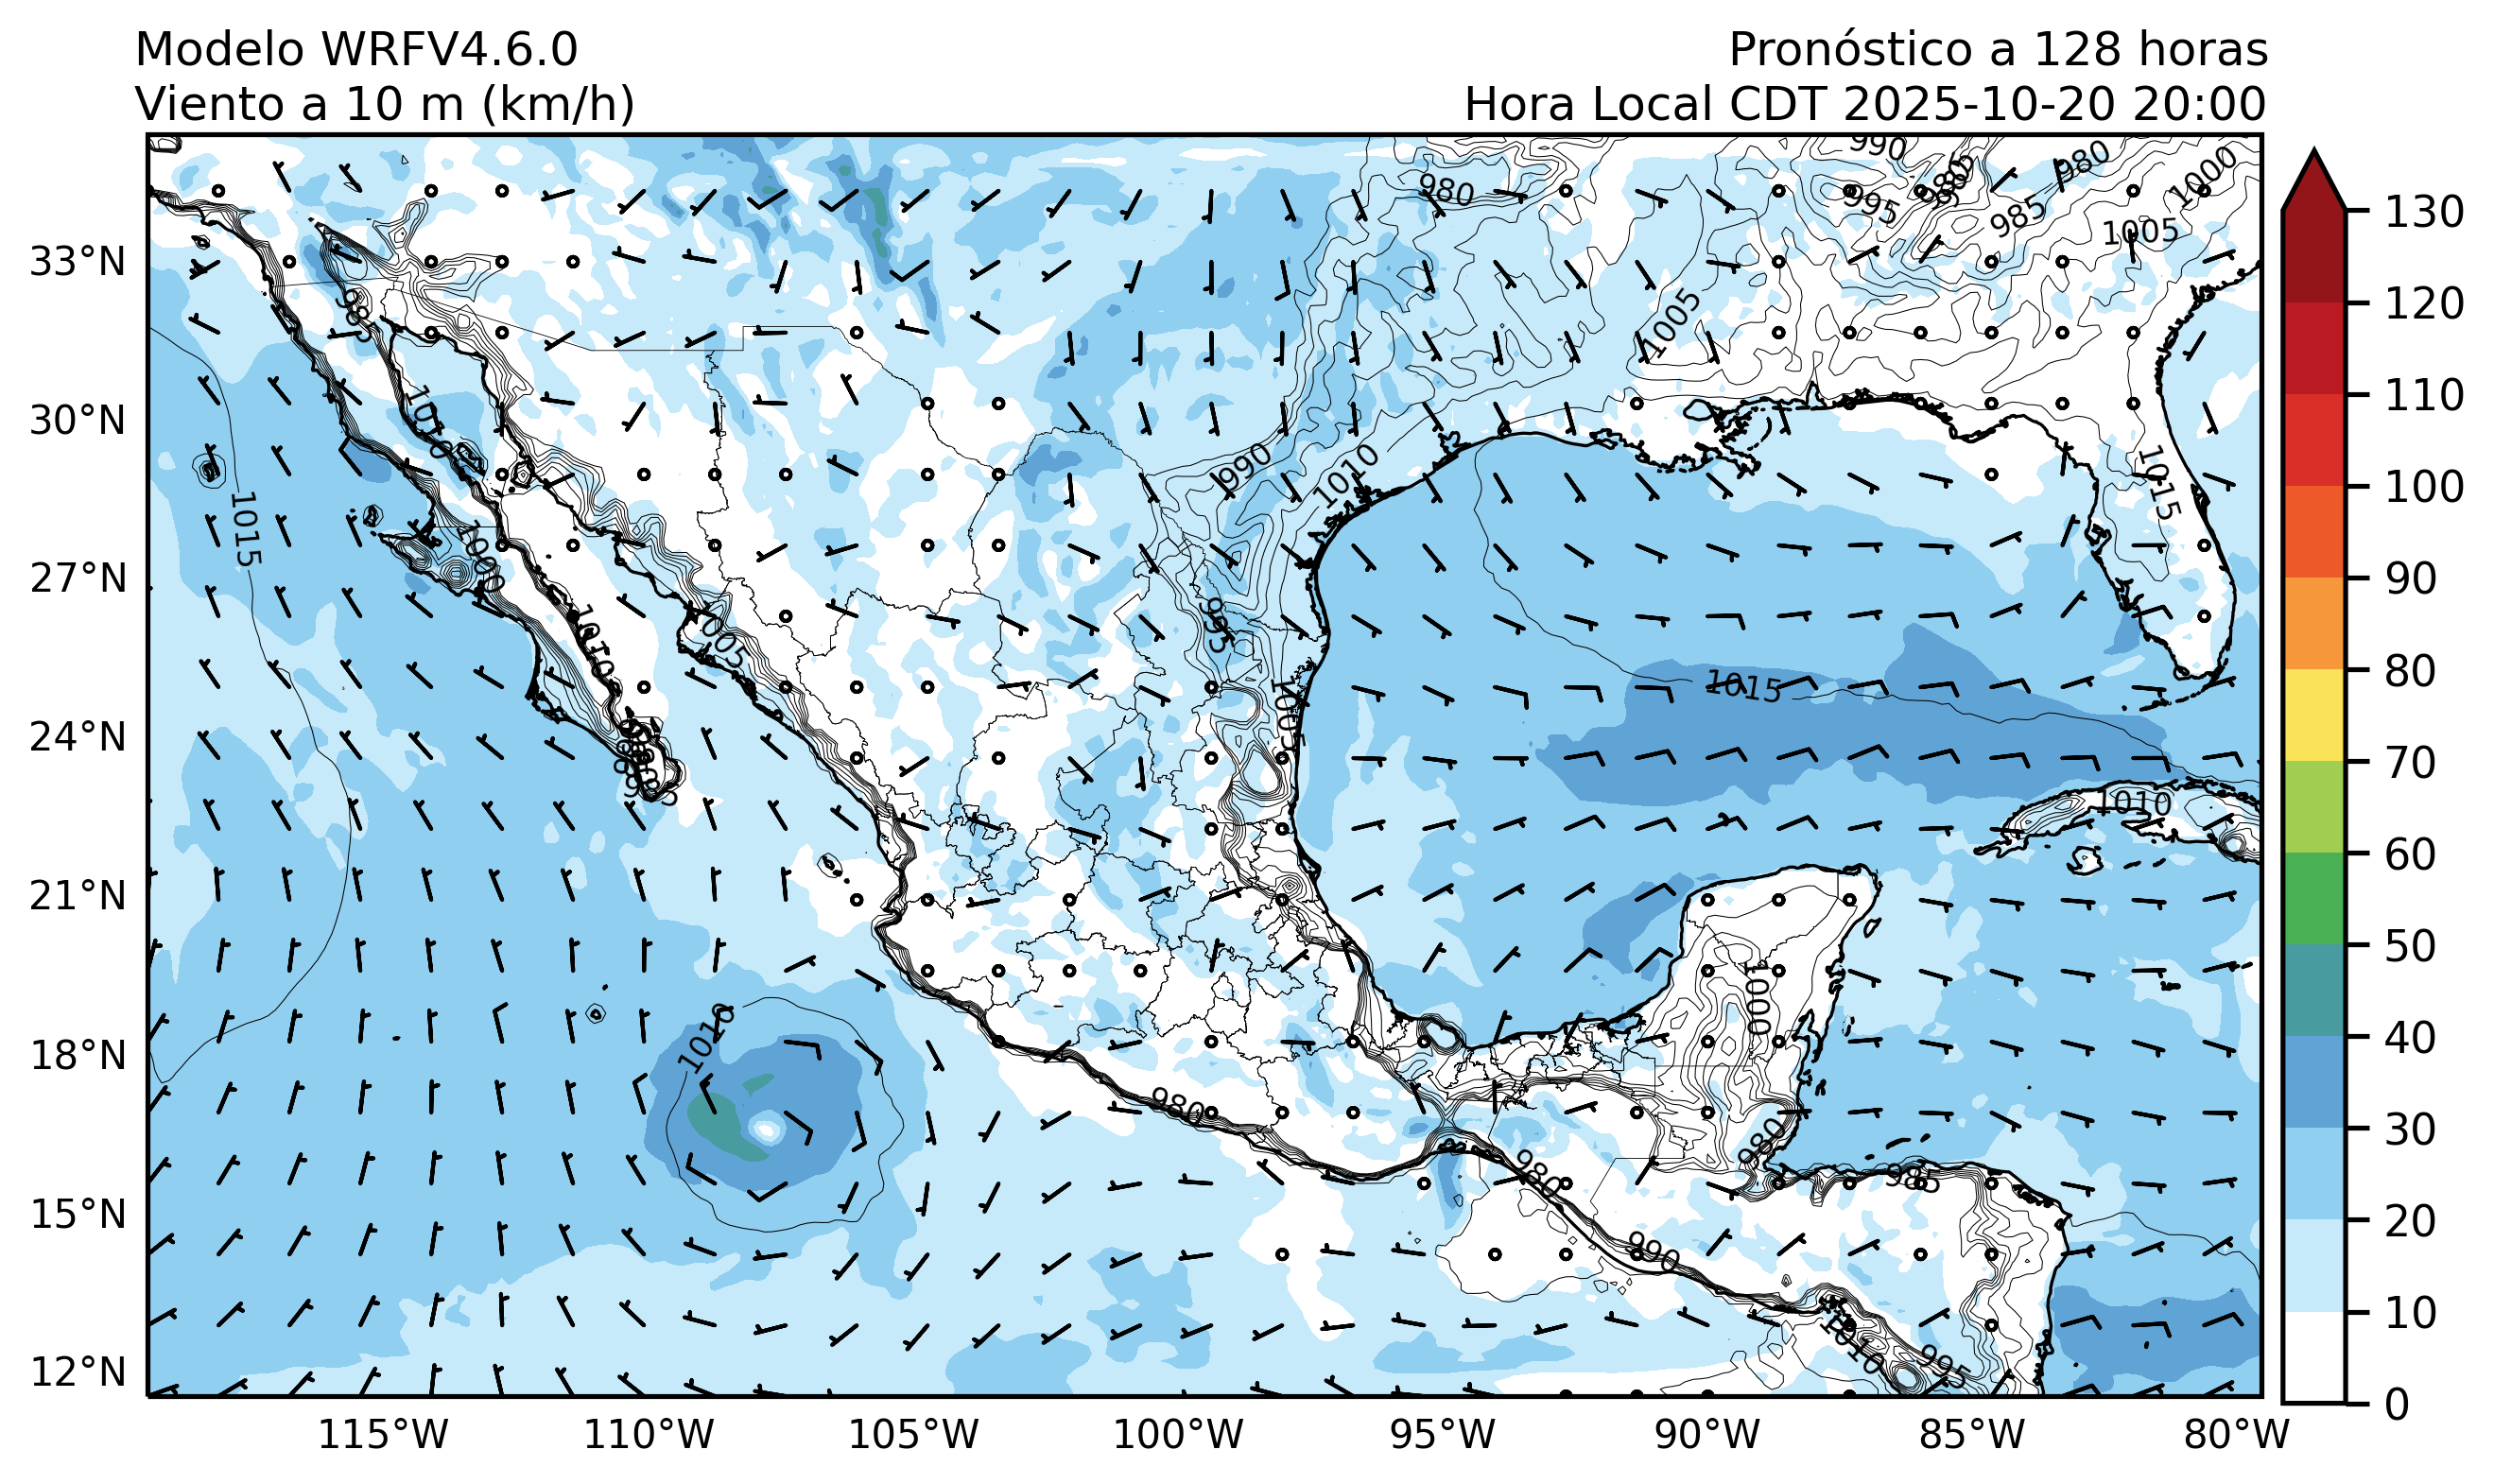 Modelo WRFV4.6.0
Viento a 10 m (km/h)
Pronóstico a 128 horas
Hora Local CDT 2025-10-20 20:00
33°N
30°N
27°N
24°N
21°N
18°N
15°N
12°N
115°W
110°W
105°W
100°W
95°W
90°W
85°W
80°W
130
120
110
100
90
80
70
60
50
40
30
20
10
0
980
990
995
985
980
985
1000
1005
1005
990
1010
1015
1015
1000
1010
995
1005
1015
1010
1010
1000
980
980
980
985
990
1010
995